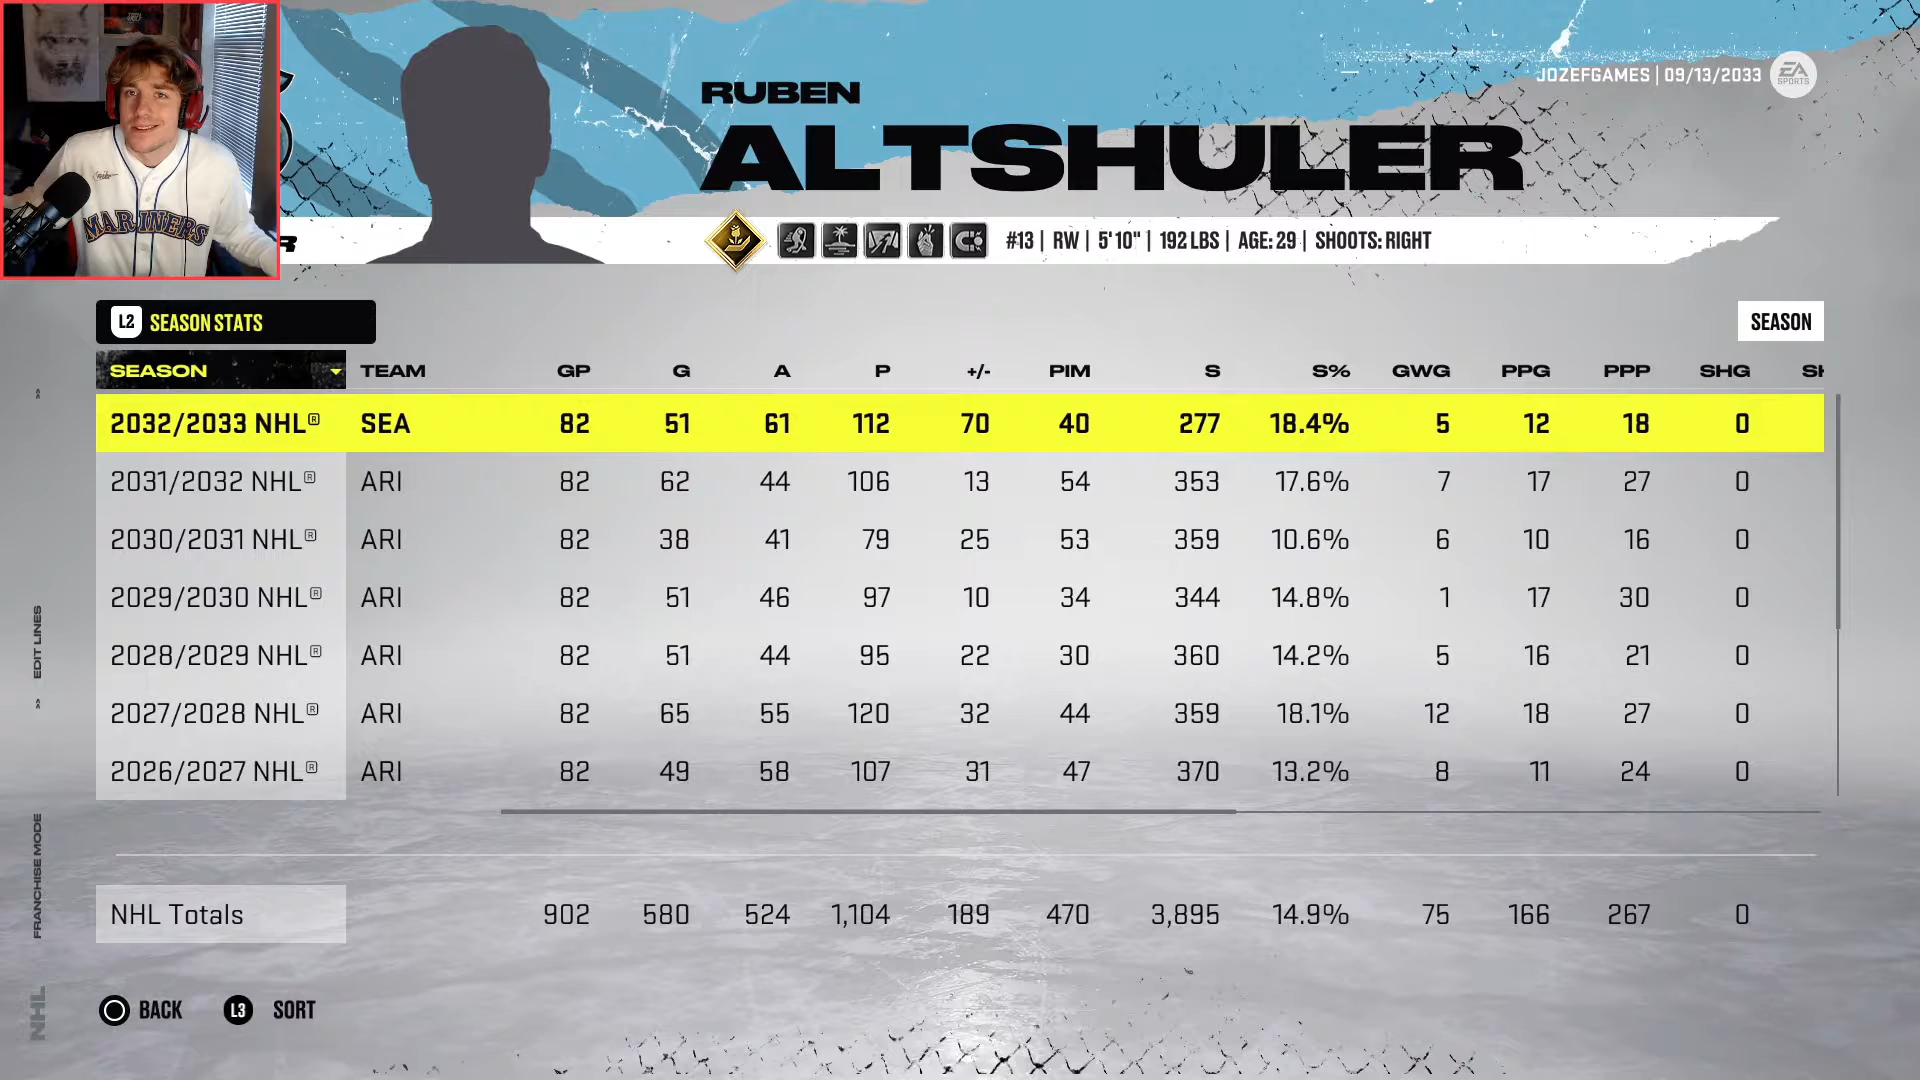 MARINERS
RUBEN
ALTSHULER
JOZEFGAMES | 09/13/2033
EA SPORTS
R
#13 | RW | 5' 10" | 192 LBS | AGE: 29 | SHOOTS: RIGHT
L2 SEASON STATS
SEASON
SEASON TEAM GP G A P +/- PIM S S% GWG PPG PPP SHG SH
2032/2033 NHL® SEA 82 51 61 112 70 40 277 18.4% 5 12 18 0
2031/2032 NHL® ARI 82 62 44 106 13 54 353 17.6% 7 17 27 0
2030/2031 NHL® ARI 82 38 41 79 25 53 359 10.6% 6 10 16 0
2029/2030 NHL® ARI 82 51 46 97 10 34 344 14.8% 1 17 30 0
2028/2029 NHL® ARI 82 51 44 95 22 30 360 14.2% 5 16 21 0
2027/2028 NHL® ARI 82 65 55 120 32 44 359 18.1% 12 18 27 0
2026/2027 NHL® ARI 82 49 58 107 31 47 370 13.2% 8 11 24 0
NHL Totals 902 580 524 1,104 189 470 3,895 14.9% 75 166 267 0
BACK L3 SORT
NHL FRANCHISE MODE >> EDIT LINES >>